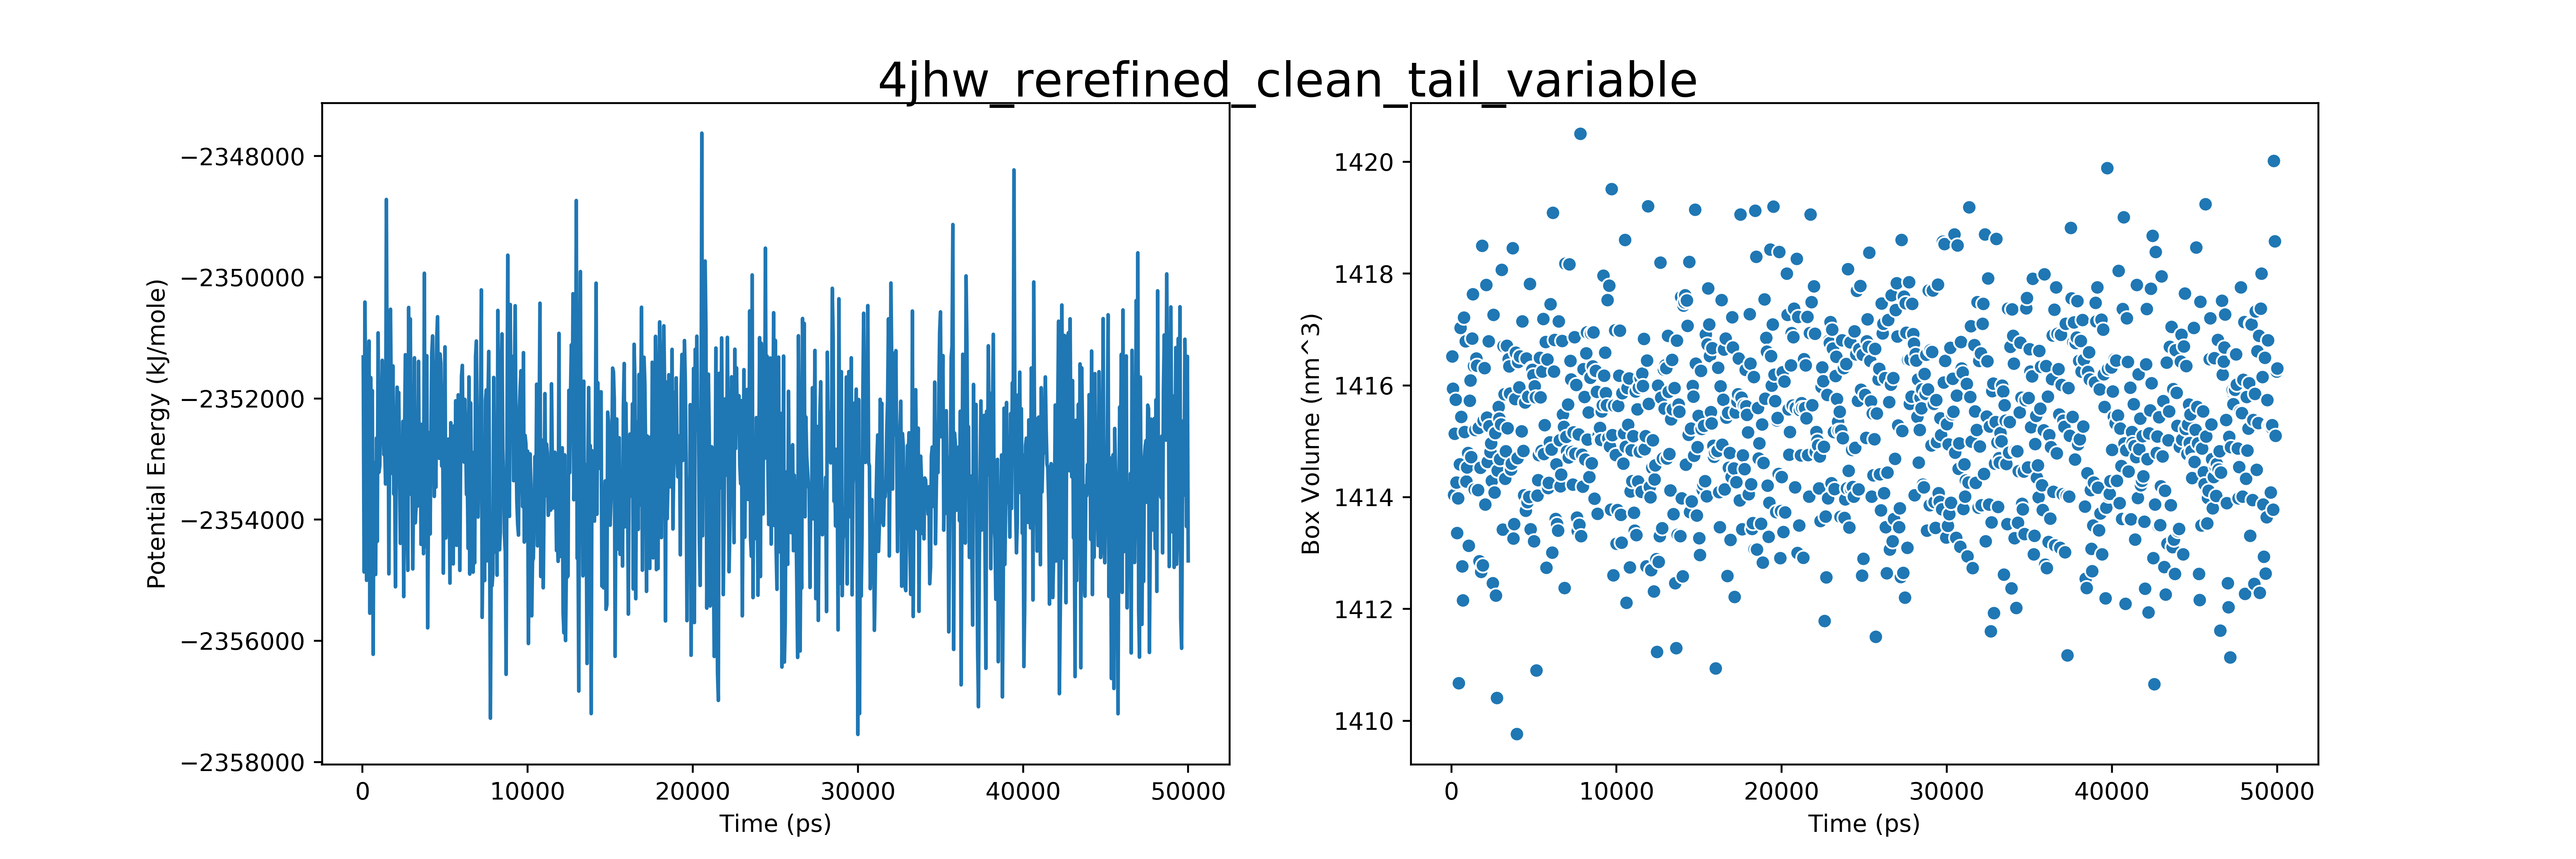 4jhw_rerefined_clean_tail_variable
Potential Energy (kJ/mole)
−2348000
−2350000
−2352000
−2354000
−2356000
−2358000
0 10000 20000 30000 40000 50000
Time (ps)
Box Volume (nm^3)
1420
1418
1416
1414
1412
1410
0 10000 20000 30000 40000 50000
Time (ps)